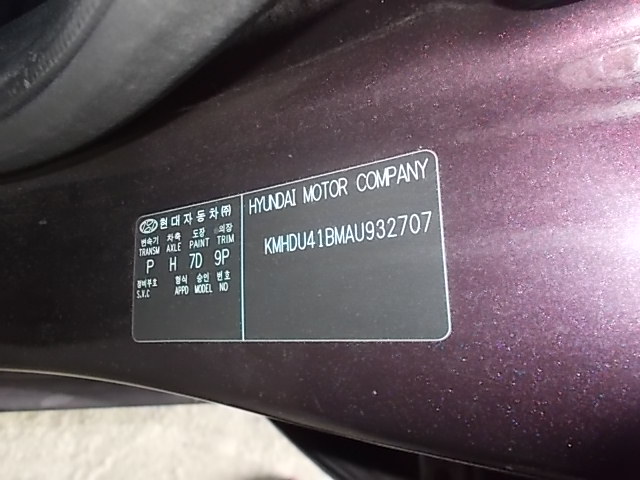 현대자동차㈜
변속기 차축 도장 의장
TRANSM AXLE PAINT TRIM
P H 7D 9P
정비부호 형식 승인 번호
S.V.C APPD MODEL NO
HYUNDAI MOTOR COMPANY
KMHDU41BMAU932707